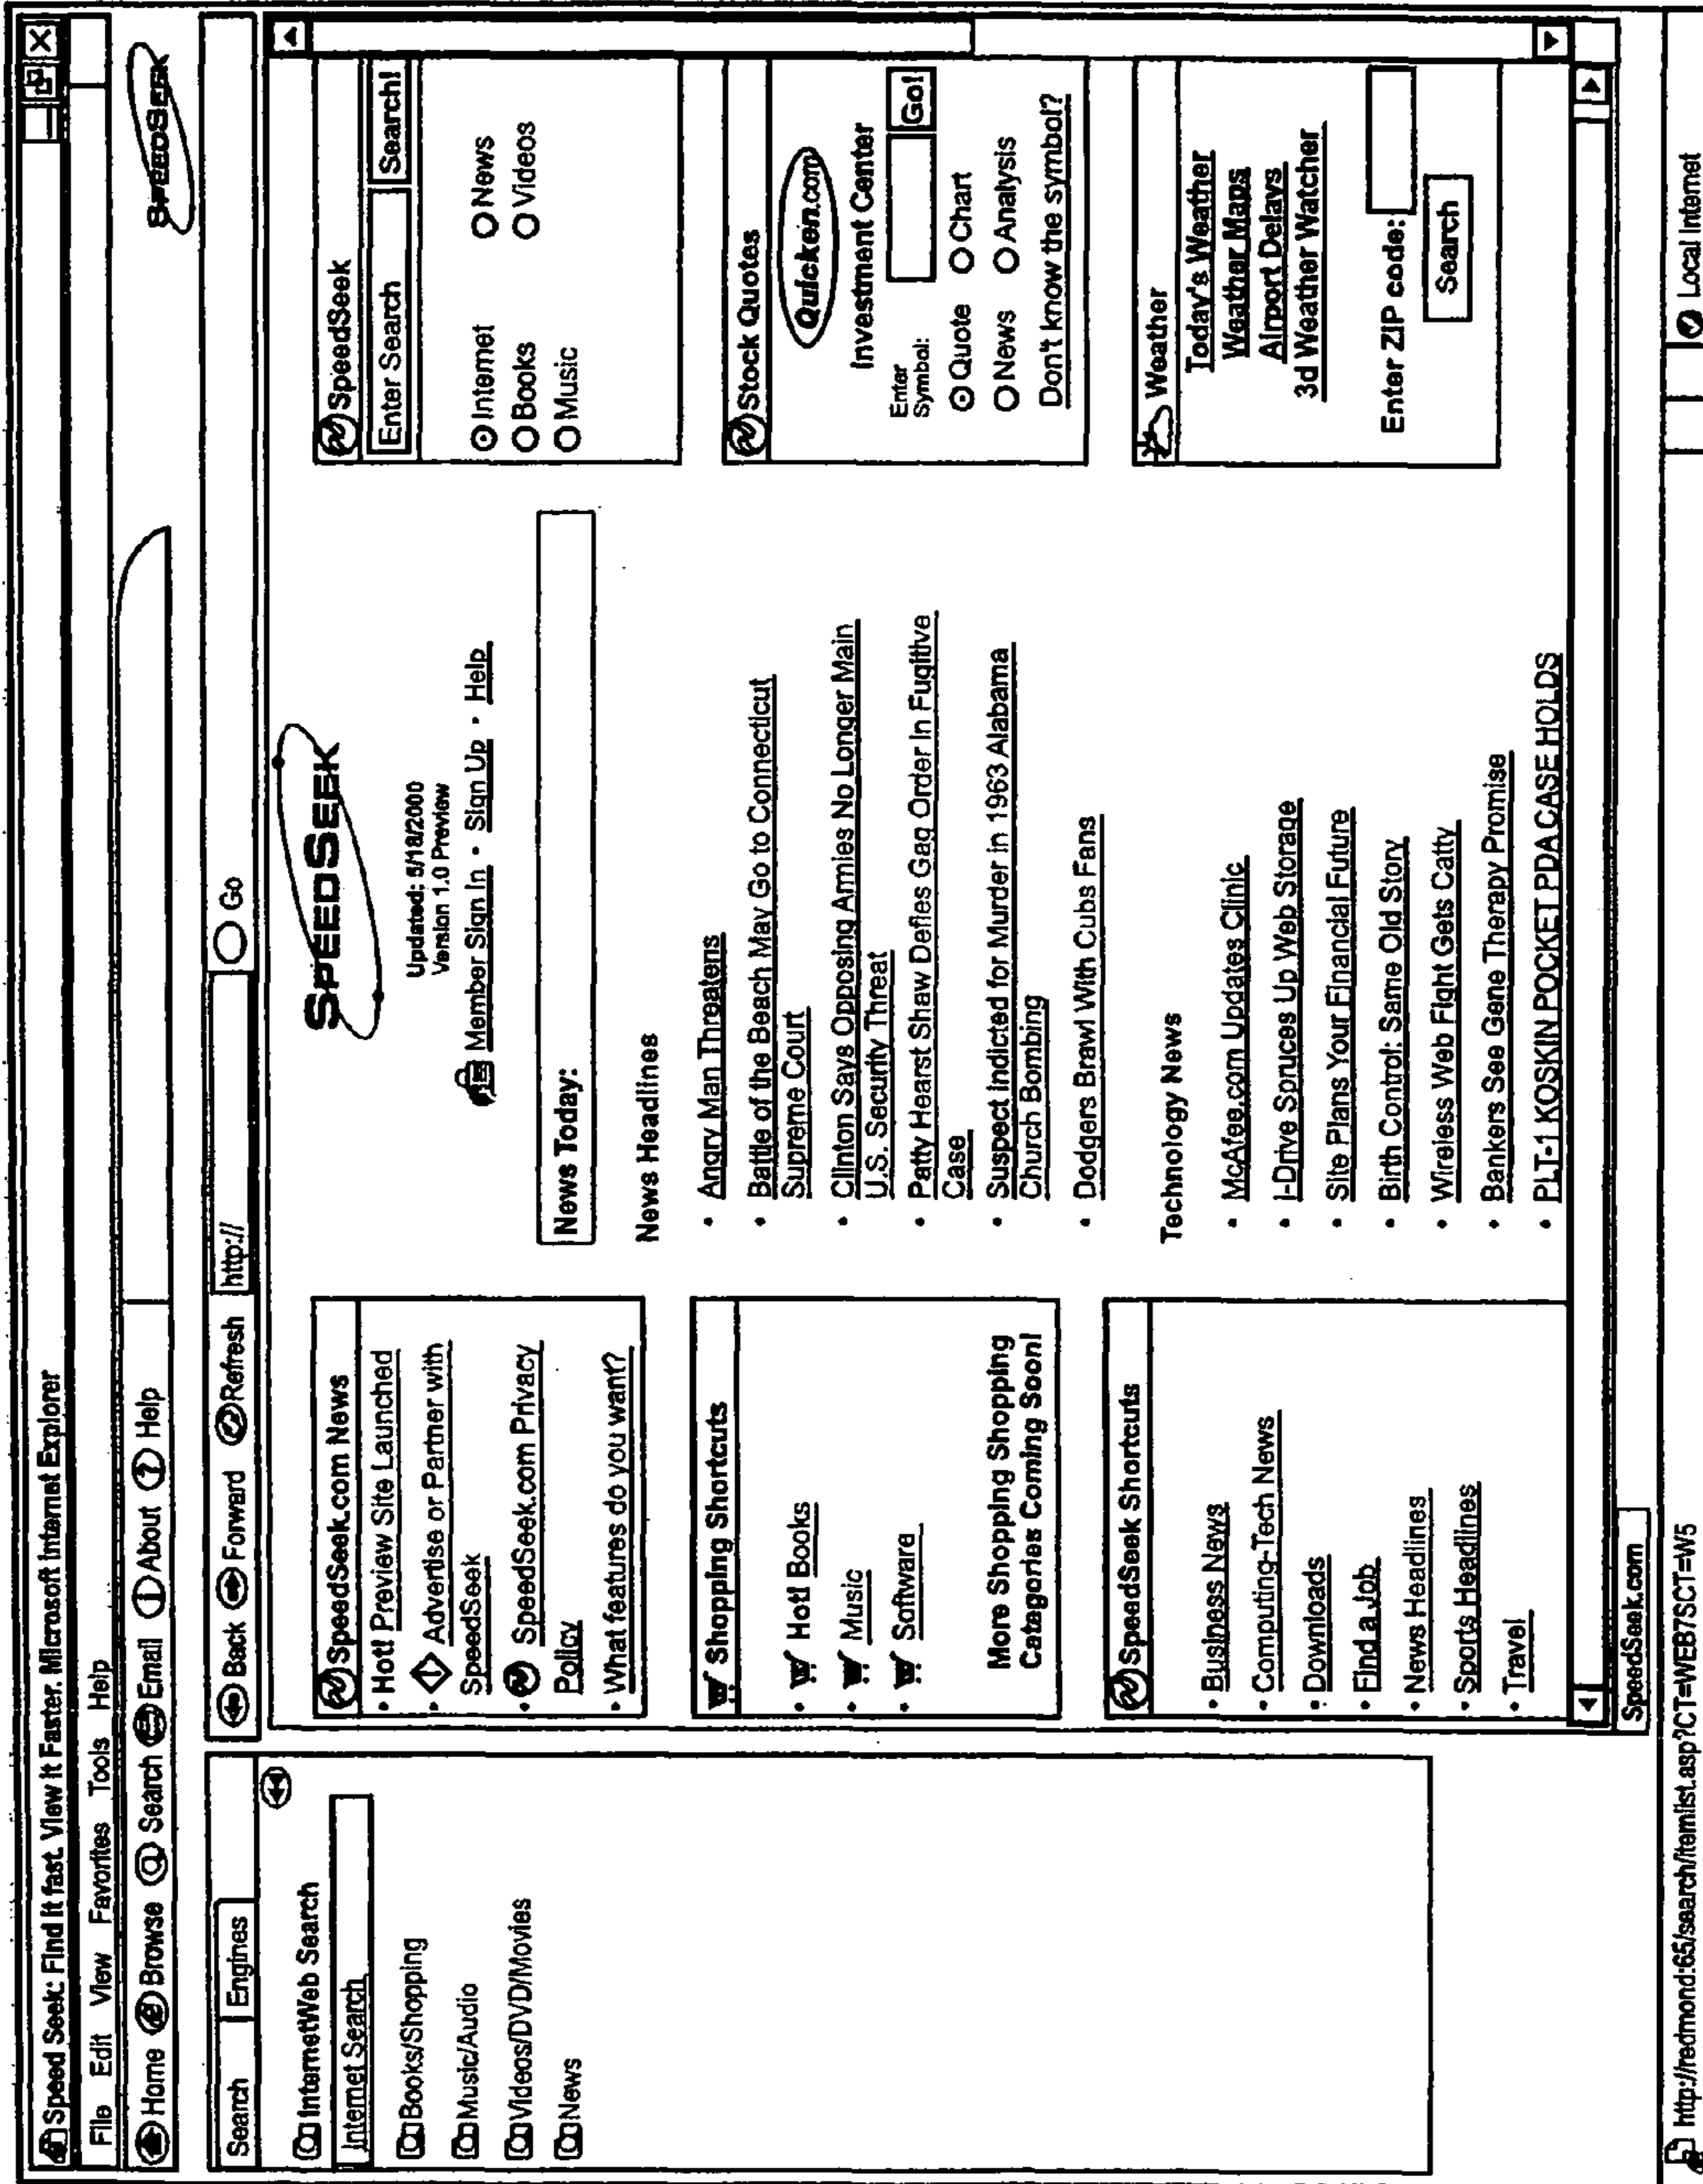 Speed Seek: Find it fast. View it Faster. Microsoft Internet Explorer
File Edit View Favorites Tools Help
Home Browse Search Email About Help
SPEEDSEEK
Search Engines
Back Forward Refresh http:// Go
InternetWeb Search
Internet Search
Books/Shopping
Music/Audio
Videos/DVD/Movies
News
SpeedSeek.com News
• Hot! Preview Site Launched
• Advertise or Partner with
SpeedSeek
• SpeedSeek.com Privacy
Policy
• What features do you want?
Shopping Shortcuts
• Hot! Books
• Music
• Software
More Shopping Shopping
Catagories Coming Soon!
SpeedSeek Shortcuts
• Business News
• Computing-Tech News
• Downloads
• Find a Job
• News Headlines
• Sports Headlines
• Travel
SPEEDSEEK
Updated: 5/18/2000
Version 1.0 Preview
Member Sign In • Sign Up • Help
News Today:
News Headlines
• Angry Man Threatens
• Battle of the Beach May Go to Connecticut
Supreme Court
• Clinton Says Opposing Armies No Longer Main
U.S. Security Threat
• Patty Hearst Shaw Defies Gag Order In Fugitive
Case
• Suspect Indicted for Murder in 1963 Alabama
Church Bombing
• Dodgers Brawl With Cubs Fans
Technology News
• McAfee.com Updates Clinic
• I-Drive Spruces Up Web Storage
• Site Plans Your Financial Future
• Birth Control: Same Old Story
• Wireless Web Fight Gets Catty
• Bankers See Gene Therapy Promise
• PLT-1 KOSKIN POCKET PDA CASE HOLDS
SpeedSeek
Enter Search Search!
Internet News
Books Videos
Music
Stock Quotes
Quicken.com
Investment Center
Enter
Symbol: Go!
Quote Chart
News Analysis
Don't know the symbol?
Weather
Today's Weather
Weather Maps
Airport Delays
3d Weather Watcher
Enter ZIP code:
Search
SpeedSeek.com
http://redmond:65/search/itemlist.asp?CT=WEB7SCT=W5 Local Internet